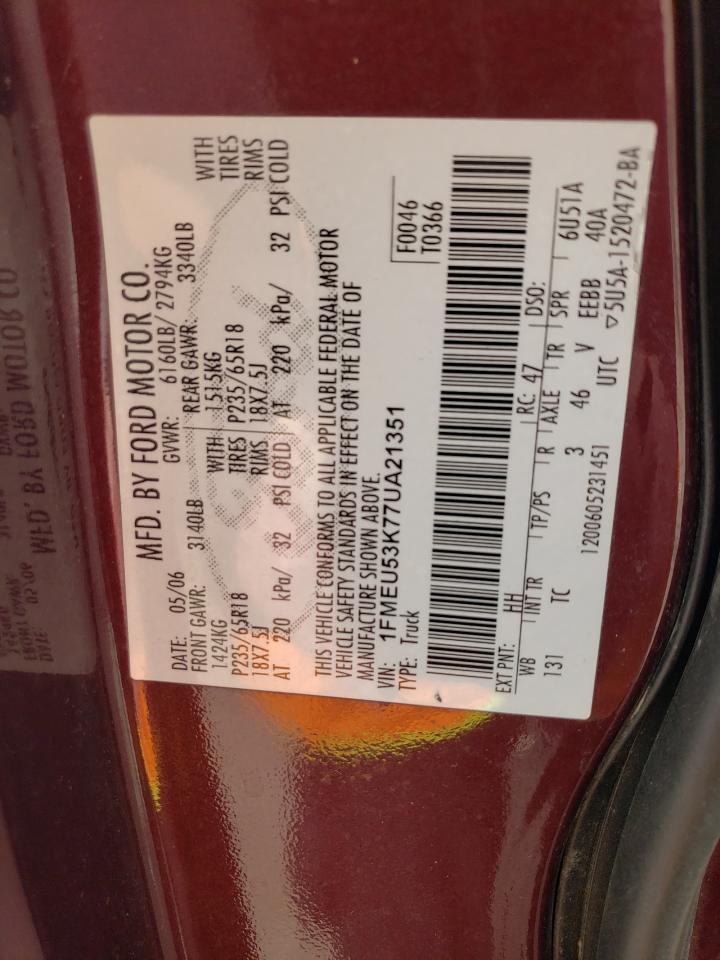 MFD. BY FORD MOTOR CO.
DATE: 05/06 GVWR: 6160LB/ 2794KG
FRONT GAWR: 3140LB REAR GAWR: 3340LB
1424KG WITH 1515KG WITH
P235/65R18 TIRES P235/65R18 TIRES
18X7.5J RIMS 18X7.5J RIMS
AT 220 kPa/ 32 PSI COLD AT 220 kPa/ 32 PSI COLD
THIS VEHICLE CONFORMS TO ALL APPLICABLE FEDERAL MOTOR
VEHICLE SAFETY STANDARDS IN EFFECT ON THE DATE OF
MANUFACTURE SHOWN ABOVE.
VIN: 1FMEU53K77UA21351
TYPE: Truck
F0046
T0366
EXT PNT: HH RC: 47 DSO:
WB INT TR TP/PS R AXLE TR SPR 6U51A
131 TC 3 46 V EEBB 40A
1200605231451 UTC ▽5U5A-1520472-BA